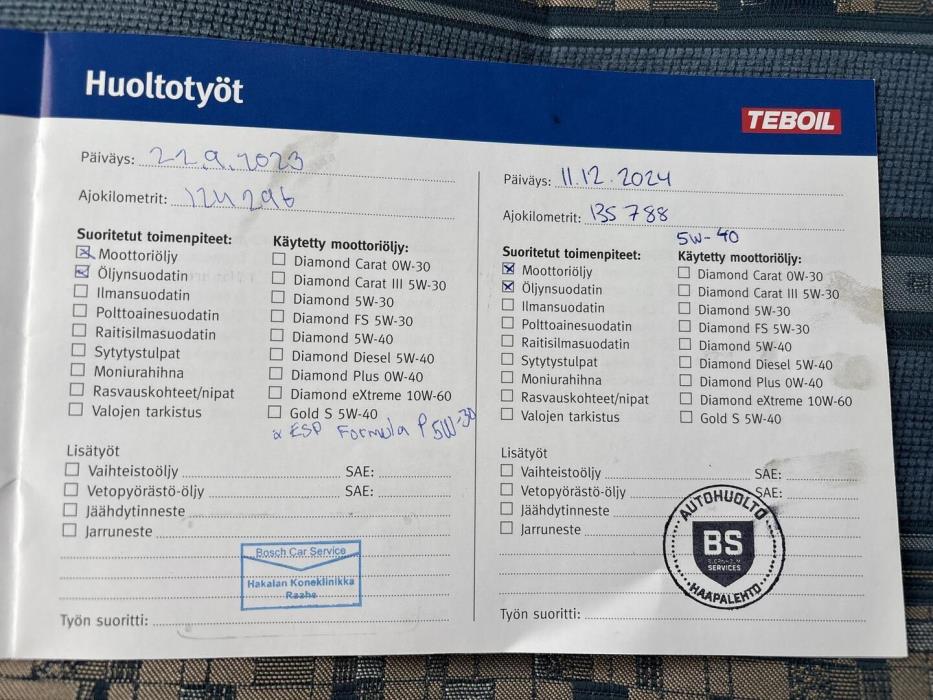 Huoltotyöt
TEBOIL
Päiväys: 22.9.2023
Ajokilometrit: 124296
Suoritetut toimenpiteet:
Moottoriöljy
Öljynsuodatin
Ilmansuodatin
Polttoainesuodatin
Raitisilmasuodatin
Sytytystulpat
Moniurahihna
Rasvauskohteet/nipat
Valojen tarkistus
Käytetty moottoriöljy:
Diamond Carat 0W-30
Diamond Carat III 5W-30
Diamond 5W-30
Diamond FS 5W-30
Diamond 5W-40
Diamond Diesel 5W-40
Diamond Plus 0W-40
Diamond eXtreme 10W-60
Gold S 5W-40
x ESP Formula P 5W-30
Lisätyöt
Vaihteistoöljy SAE:
Vetopyörästö-öljy SAE:
Jäähdytinneste
Jarruneste
Bosch Car Service
Hakalan Koneklinikka
Raahe
Työn suoritti:
Päiväys: 11.12.2024
Ajokilometrit: 135788
5W-40
Suoritetut toimenpiteet:
Moottoriöljy
Öljynsuodatin
Ilmansuodatin
Polttoainesuodatin
Raitisilmasuodatin
Sytytystulpat
Moniurahihna
Rasvauskohteet/nipat
Valojen tarkistus
Käytetty moottoriöljy:
Diamond Carat 0W-30
Diamond Carat III 5W-30
Diamond 5W-30
Diamond FS 5W-30
Diamond 5W-40
Diamond Diesel 5W-40
Diamond Plus 0W-40
Diamond eXtreme 10W-60
Gold S 5W-40
Lisätyöt
Vaihteistoöljy SAE:
Vetopyörästö-öljy SAE:
Jäähdytinneste
Jarruneste
AUTOHUOLTO
BS
SERVICES
HAAPALEHTO
Työn suoritti: